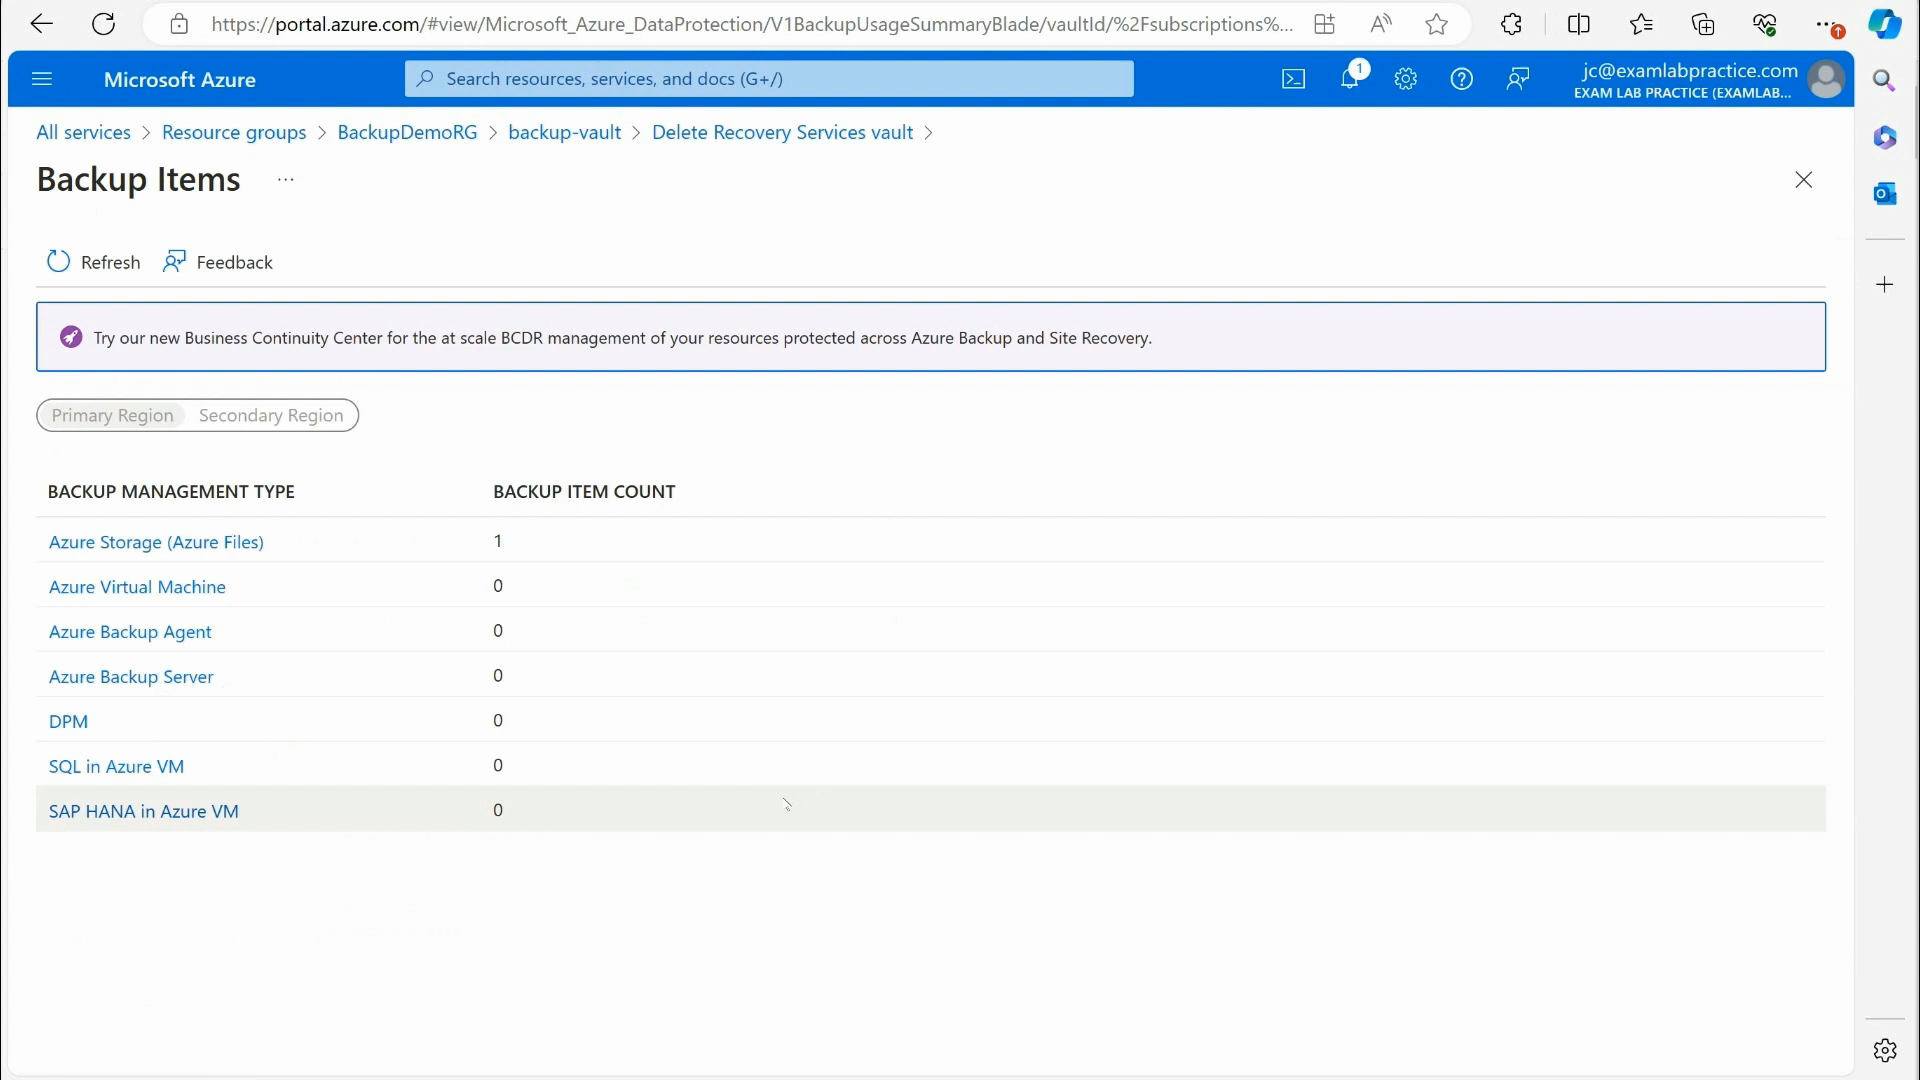 https://portal.azure.com/#view/Microsoft_Azure_DataProtection/V1BackupUsageSummaryBlade/vaultId/%2Fsubscriptions%...
Microsoft Azure
Search resources, services, and docs (G+/)
1
jc@examlabpractice.com
EXAM LAB PRACTICE (EXAMLAB...
All services > Resource groups > BackupDemoRG > backup-vault > Delete Recovery Services vault >
Backup Items ...
Refresh Feedback
Try our new Business Continuity Center for the at scale BCDR management of your resources protected across Azure Backup and Site Recovery.
Primary Region Secondary Region
BACKUP MANAGEMENT TYPE BACKUP ITEM COUNT
Azure Storage (Azure Files) 1
Azure Virtual Machine 0
Azure Backup Agent 0
Azure Backup Server 0
DPM 0
SQL in Azure VM 0
SAP HANA in Azure VM 0